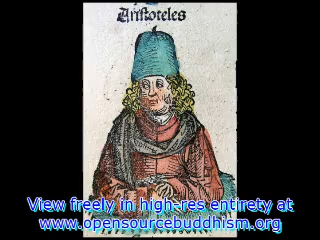 Aristoteles
View freely in high-res entirety at
www.opensourcebuddhism.org